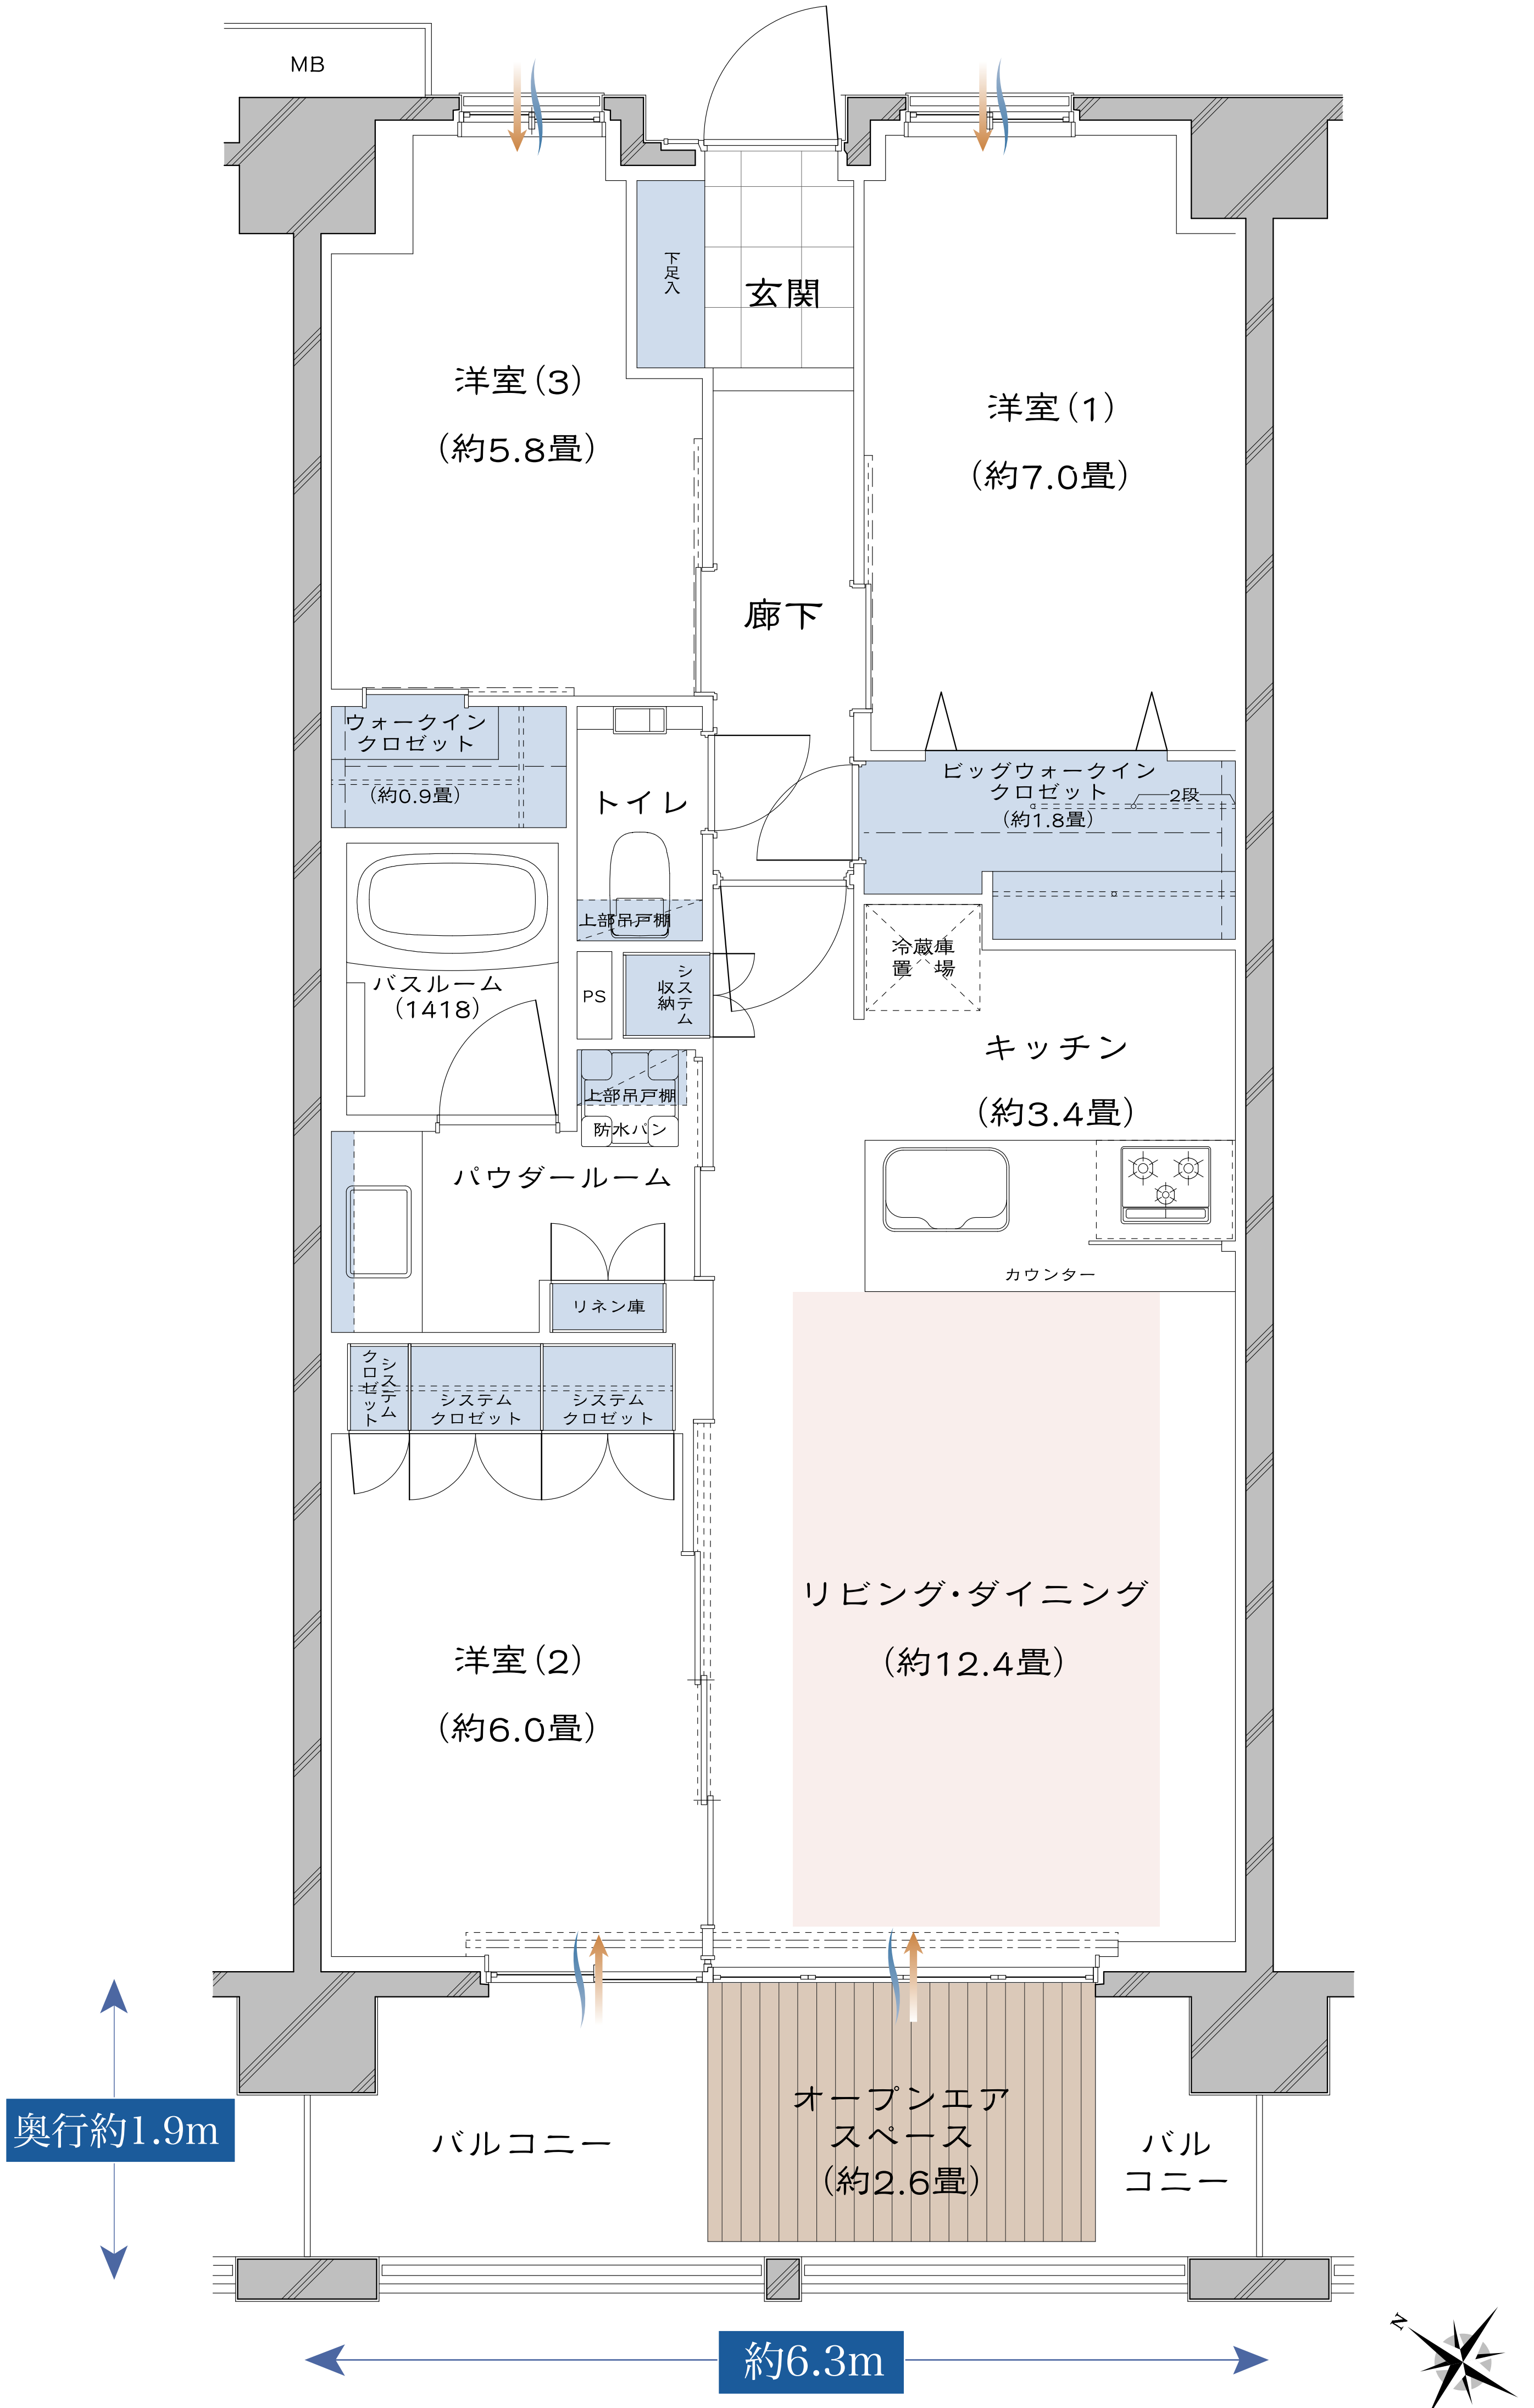 MB
下足入
玄関
洋室(3)
(約5.8畳)
洋室(1)
(約7.0畳)
廊下
ウォークイン
クロゼット
(約0.9畳)
トイレ
上部吊戸棚
ビッグウォークイン
クロゼット
(約1.8畳)
2段
冷蔵庫
置 場
バスルーム
(1418)
PS
システム
収納
キッチン
(約3.4畳)
上部吊戸棚
防水パン
パウダールーム
カウンター
リネン庫
システム
クロゼット
システム
クロゼット
システム
クロゼット
リビング・ダイニング
(約12.4畳)
洋室(2)
(約6.0畳)
奥行約1.9m
バルコニー
オープンエア
スペース
(約2.6畳)
バル
コニー
約6.3m
N